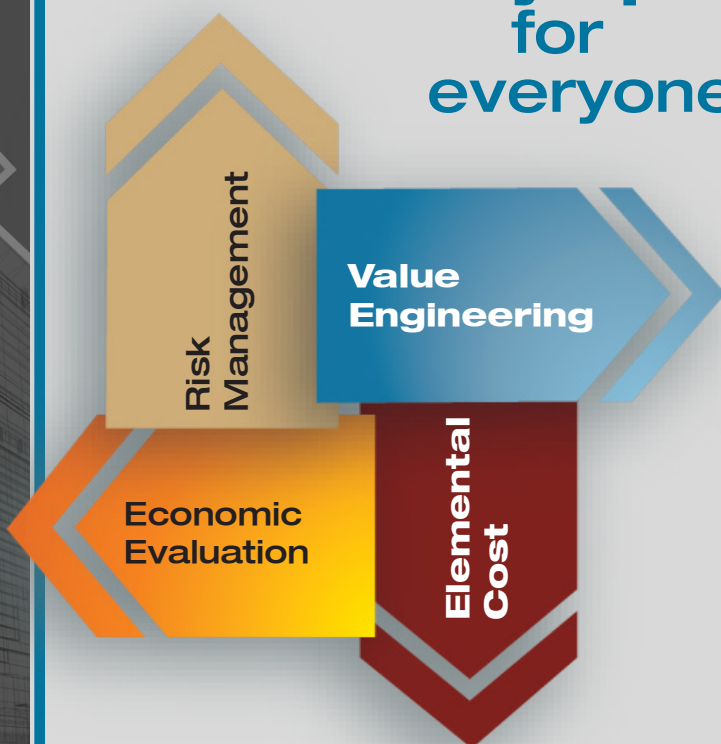 for
everyone
Risk
Management
Value
Engineering
Economic
Evaluation
Elemental
Cost